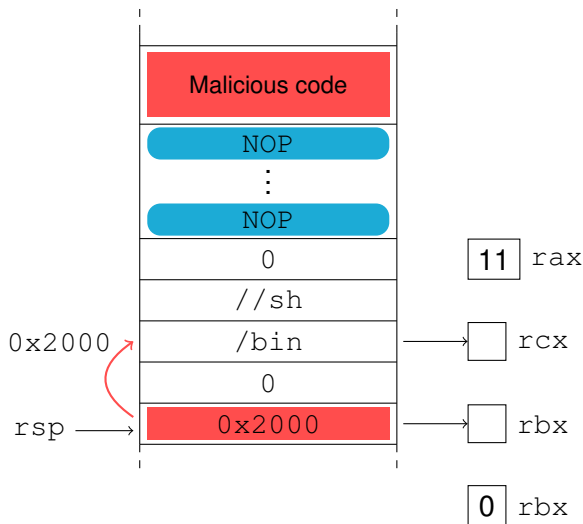 Malicious code
NOP
⋮
NOP
0
11 rax
//sh
0x2000 /bin rcx
0
rsp 0x2000 rbx
0 rbx